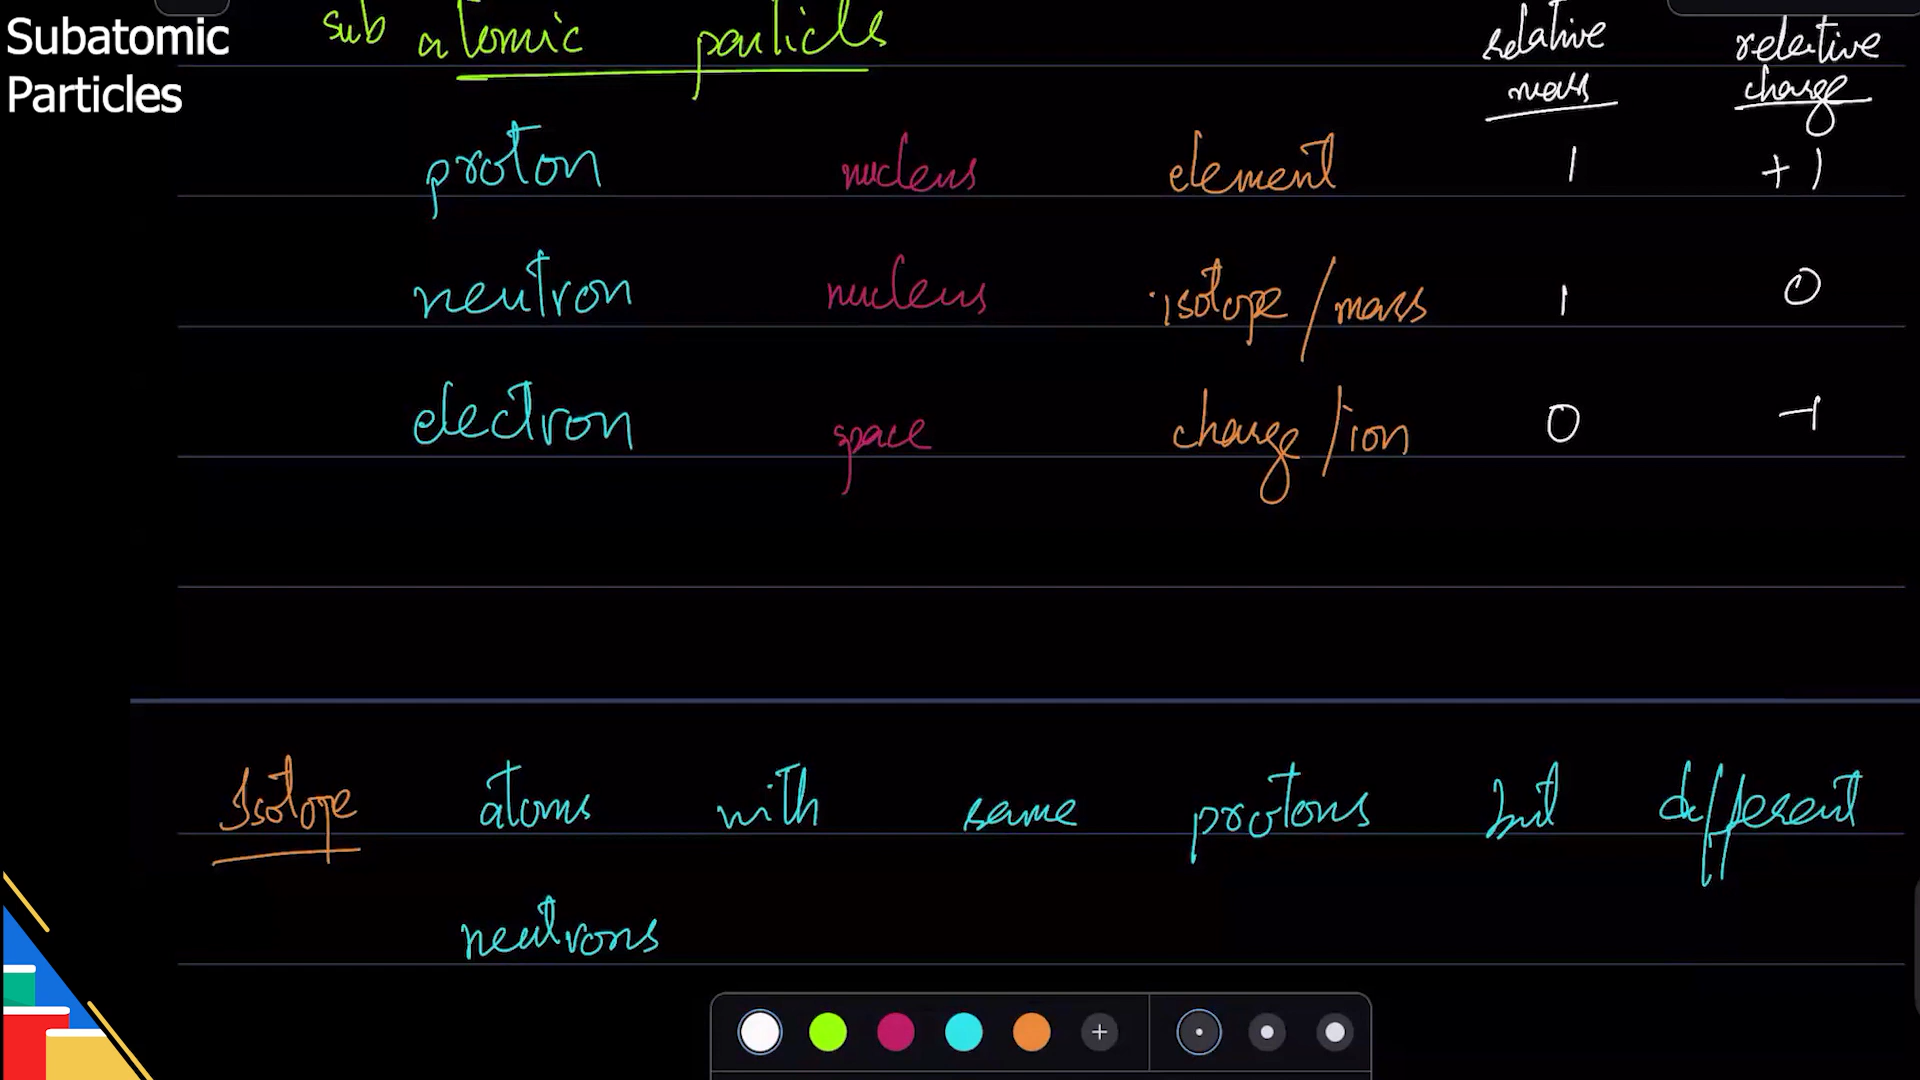 Subatomic
Particles
sub atomic particle
relative mass
relative charge
proton nucleus element 1 +1
neutron nucleus isotope/mass 1 0
electron space charge/ion 0 -1
Isotope atoms with same protons but different
neutrons